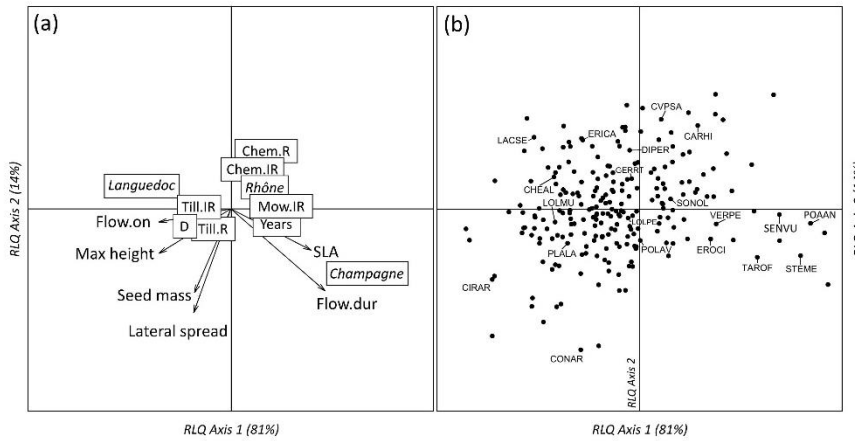 (a)
Chem.R
Chem.IR
Languedoc
Rhône
Till.IR
Mow.IR
Flow.on
D
Till.R
Years
Max height
SLA
Champagne
Seed mass
Flow.dur
Lateral spread
RLQ Axis 2 (14%)
RLQ Axis 1 (81%)
(b)
CVPSA
LACSE
ERICA
CARHI
DIPER
CERRT
CHEAL
LOLMU
SONOL
LOLPE
VERPE
POAAN
SENVU
PLALA
POLAV
EROCI
TAROF
STEME
CIRAR
CONAR
RLQ Axis 2
RLQ Axis 1 (81%)